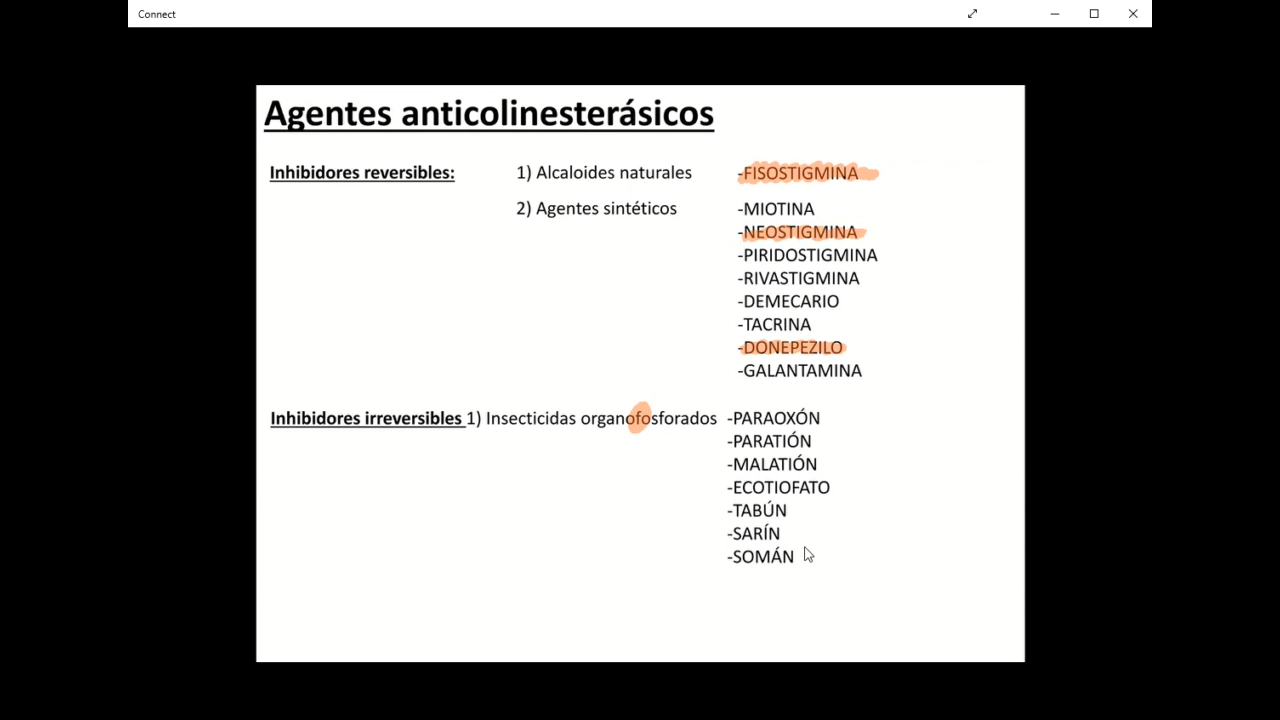 Connect
Agentes anticolinesterásicos
Inhibidores reversibles: 1) Alcaloides naturales -FISOSTIGMINA
2) Agentes sintéticos -MIOTINA
-NEOSTIGMINA
-PIRIDOSTIGMINA
-RIVASTIGMINA
-DEMECARIO
-TACRINA
-DONEPEZILO
-GALANTAMINA
Inhibidores irreversibles 1) Insecticidas organofosforados -PARAOXÓN
-PARATIÓN
-MALATIÓN
-ECOTIOFATO
-TABÚN
-SARÍN
-SOMÁN